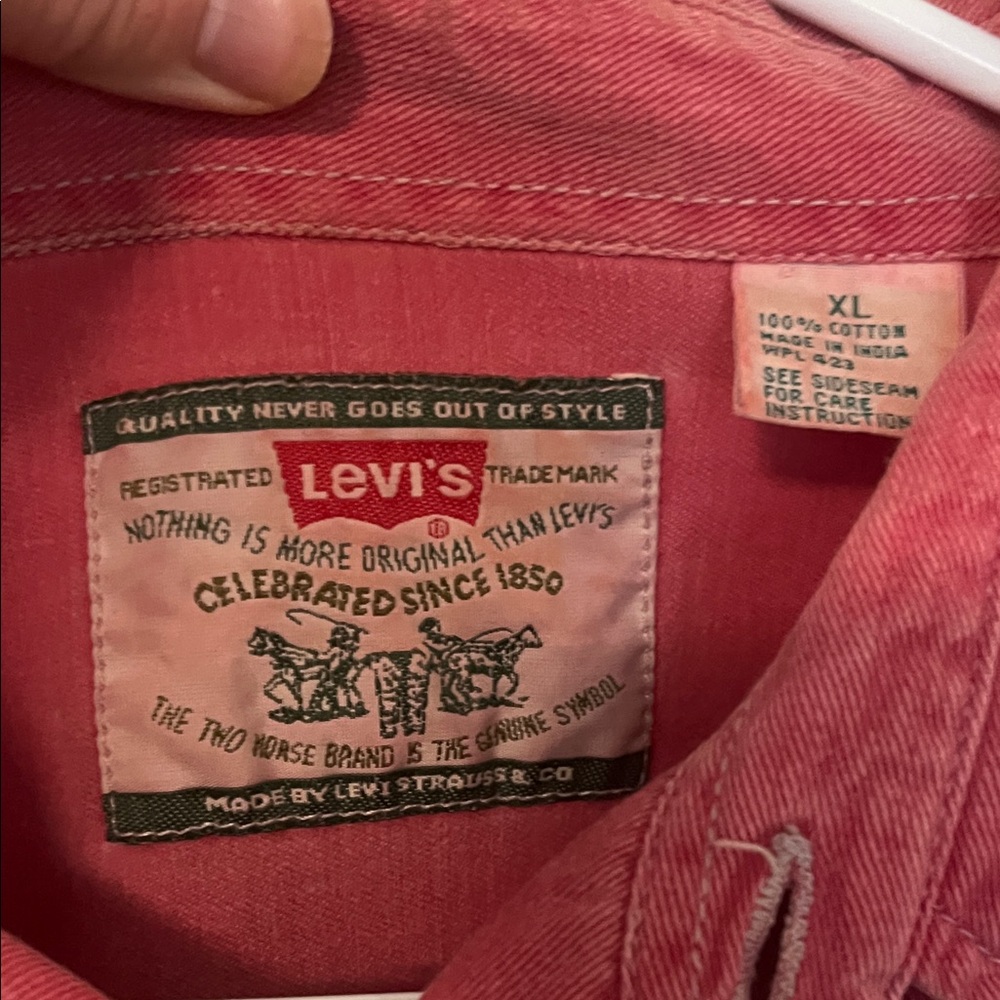 QUALITY NEVER GOES OUT OF STYLE
REGISTRATED LEVI'S TRADEMARK
NOTHING IS MORE ORIGINAL THAN LEVI'S
CELEBRATED SINCE 1850
THE TWO HORSE BRAND IS THE GENUINE SYMBOL
MADE BY LEVI STRAUSS & CO
XL
100% COTTON
MADE IN INDIA
WPL 423
SEE SIDESEAM
FOR CARE
INSTRUCTION